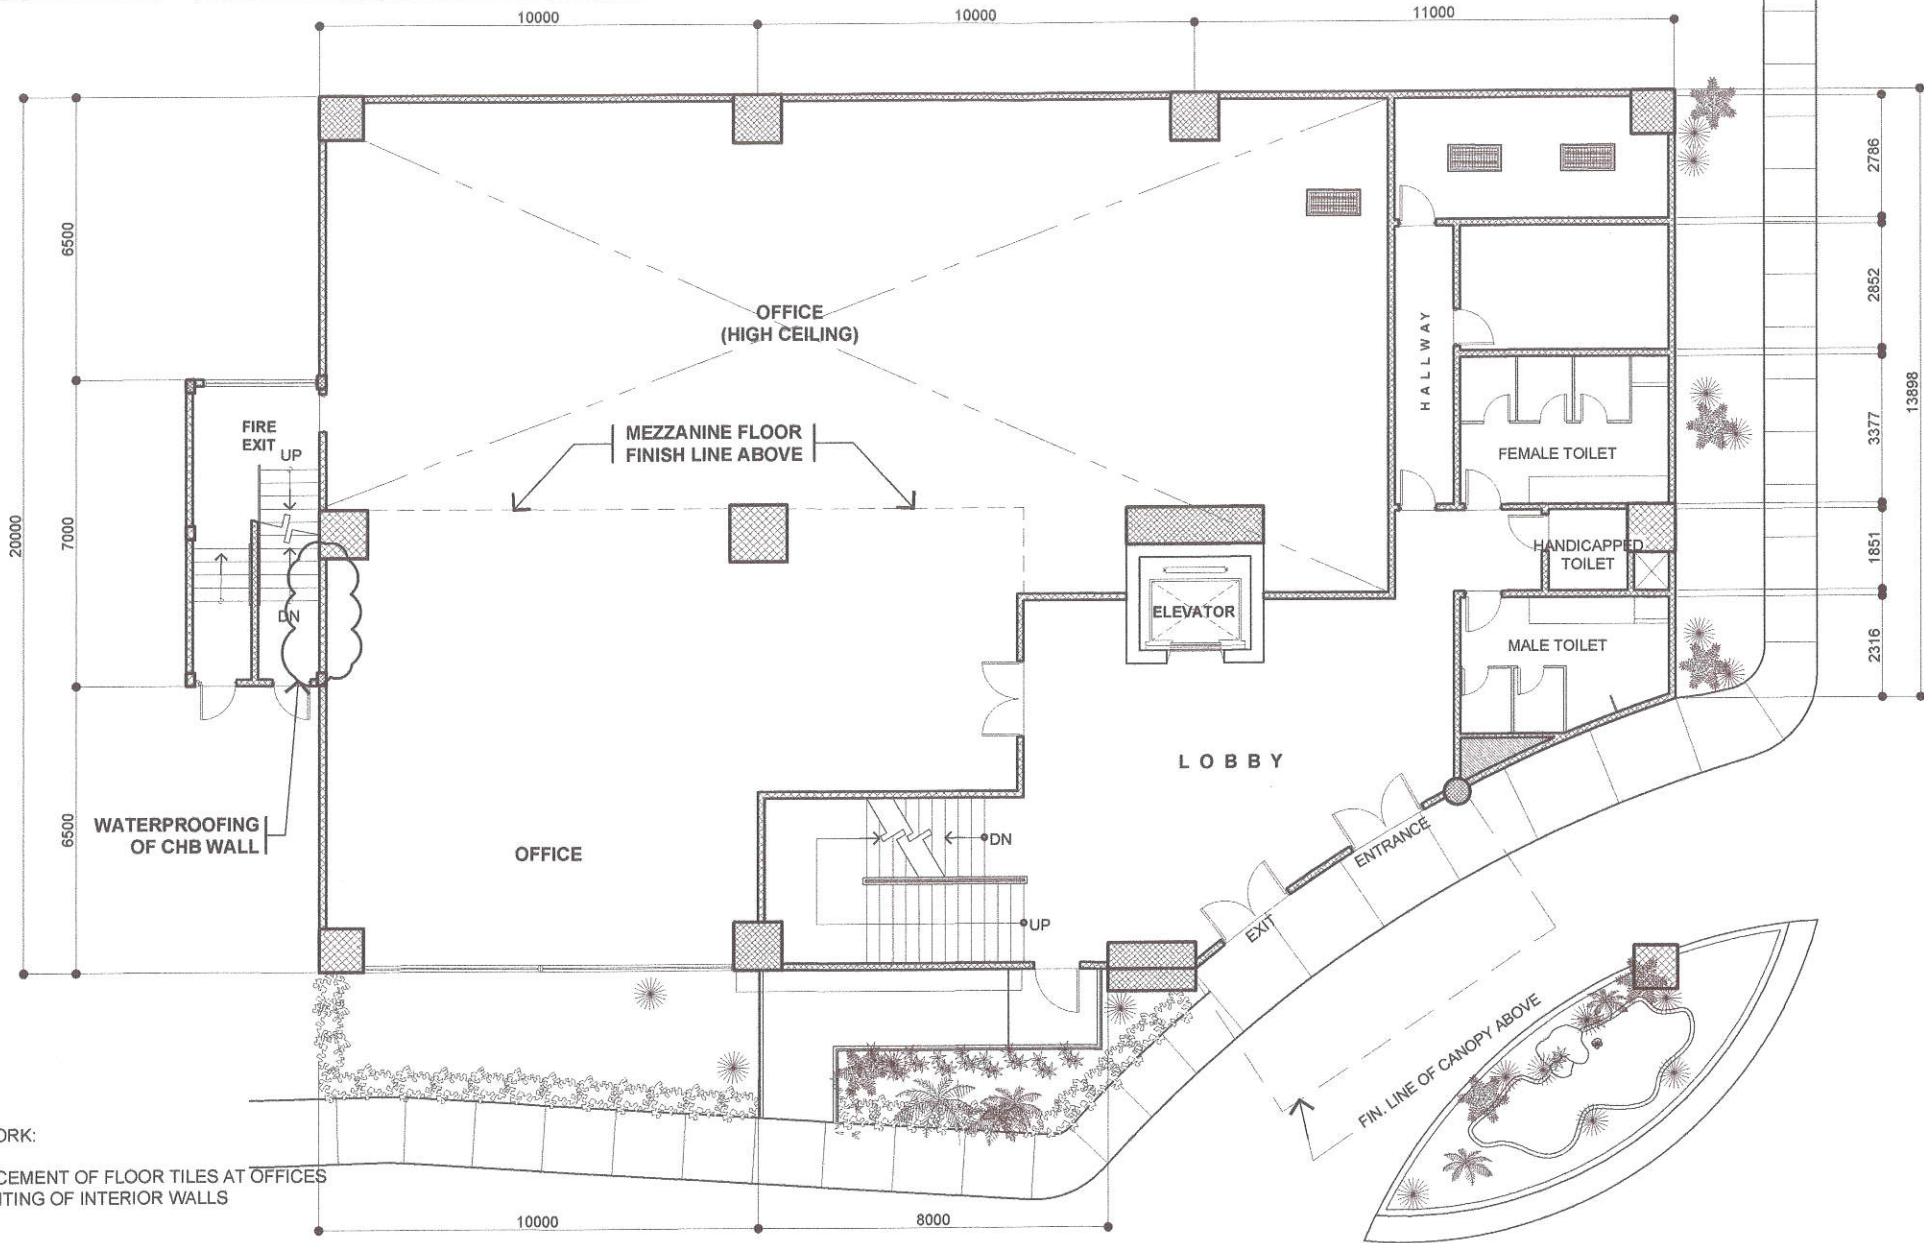 10000
10000
11000
6500
20000
7000
6500
2786
2852
3377
1851
2316
13898
OFFICE
(HIGH CEILING)
HALLWAY
FIRE
EXIT
UP
DN
MEZZANINE FLOOR
FINISH LINE ABOVE
FEMALE TOILET
HANDICAPPED
TOILET
ELEVATOR
MALE TOILET
LOBBY
WATERPROOFING
OF CHB WALL
OFFICE
DN
UP
ENTRANCE
EXIT
FIN. LINE OF CANOPY ABOVE
ORK:
CEMENT OF FLOOR TILES AT OFFICES
TING OF INTERIOR WALLS
10000
8000